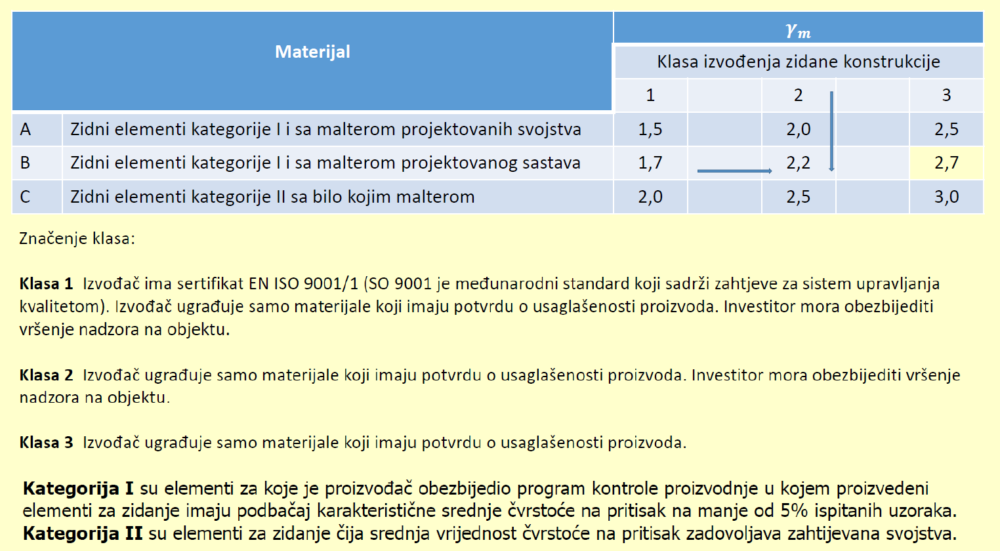 Materijal
γm
Klasa izvođenja zidane konstrukcije
1 2 3
A Zidni elementi kategorije I i sa malterom projektovanih svojstva 1,5 2,0 2,5
B Zidni elementi kategorije I i sa malterom projektovanog sastava 1,7 2,2 2,7
C Zidni elementi kategorije II sa bilo kojim malterom 2,0 2,5 3,0
Značenje klasa:
Klasa 1 Izvođač ima sertifikat EN ISO 9001/1 (SO 9001 je međunarodni standard koji sadrži zahtjeve za sistem upravljanja
kvalitetom). Izvođač ugrađuje samo materijale koji imaju potvrdu o usaglašenosti proizvoda. Investitor mora obezbijediti
vršenje nadzora na objektu.
Klasa 2 Izvođač ugrađuje samo materijale koji imaju potvrdu o usaglašenosti proizvoda. Investitor mora obezbijediti vršenje
nadzora na objektu.
Klasa 3 Izvođač ugrađuje samo materijale koji imaju potvrdu o usaglašenosti proizvoda.
Kategorija I su elementi za koje je proizvođač obezbijedio program kontrole proizvodnje u kojem proizvedeni
elementi za zidanje imaju podbačaj karakteristične srednje čvrstoće na pritisak na manje od 5% ispitanih uzoraka.
Kategorija II su elementi za zidanje čija srednja vrijednost čvrstoće na pritisak zadovoljava zahtijevana svojstva.